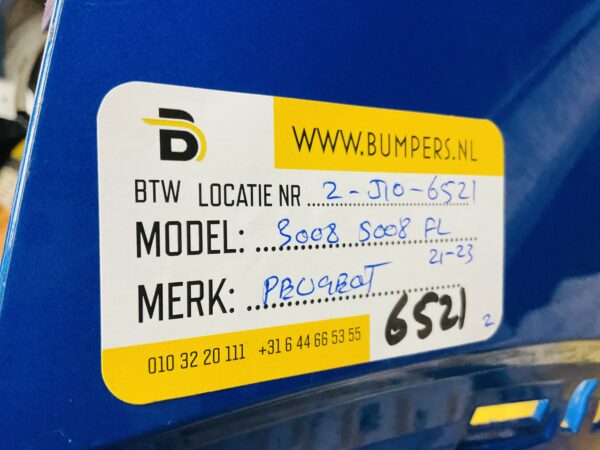 B
WWW.BUMPERS.NL
BTW LOCATIE NR 2-J10-6521
MODEL: 3008 5008 FL
21-23
MERK: PEUGEOT
6521 2
010 32 20 111 +31 6 44 66 53 55